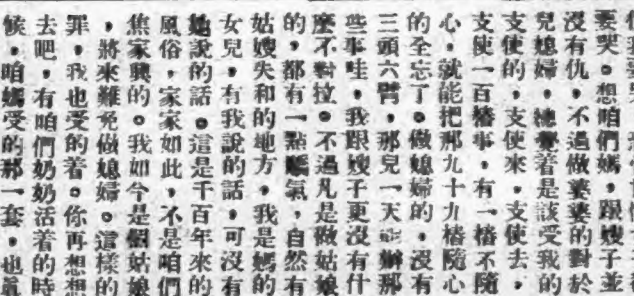 要哭。想咱們媽,跟嫂子並
沒有仇,不過做婆婆的對於
兒媳婦,總覺着是該受我的
支使的,支使來,支使去,
支使一百樁事,有一樁不隨
心,就能把那九十九樁隨心
的全忘了。做媳婦的,沒有
三頭六臂,那兒一天能辦那
些事哇,我跟嫂子更沒有什
麼不對拉。不過凡是做姑娘
的,都有一點驕氣,自然有
姑嫂失和的地方,我是媽的
女兒,有我說的話,可沒有
她說的話。這是千百年來的
風俗,家家如此,不是咱們
焦家興的。我如今是個姑娘
,將來難免做媳婦。這樣的
罪,我也受的着。你再想想
去吧,有咱們奶奶活着的時
候,咱媽受的那一套,也真